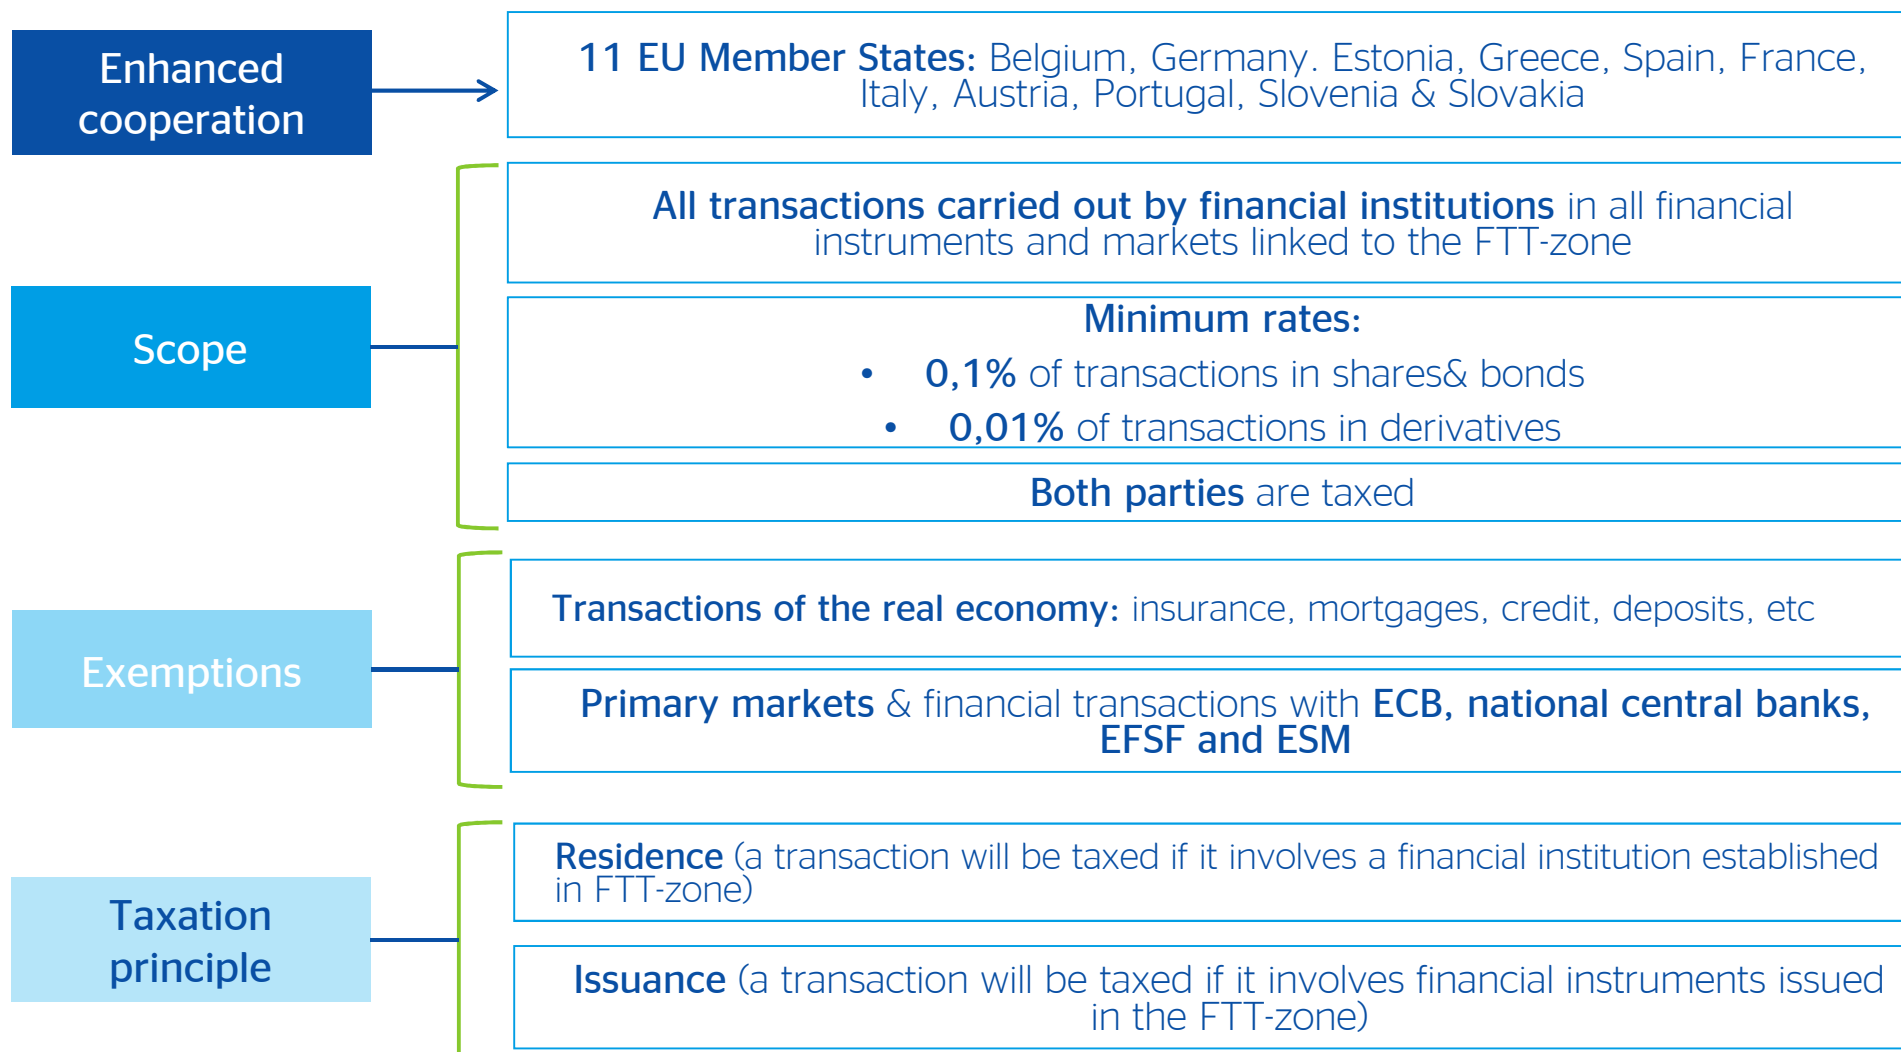 Enhanced
cooperation
11 EU Member States: Belgium, Germany. Estonia, Greece, Spain, France,
Italy, Austria, Portugal, Slovenia & Slovakia
Scope
All transactions carried out by financial institutions in all financial
instruments and markets linked to the FTT-zone
Minimum rates:
• 0,1% of transactions in shares& bonds
• 0,01% of transactions in derivatives
Both parties are taxed
Exemptions
Transactions of the real economy: insurance, mortgages, credit, deposits, etc
Primary markets & financial transactions with ECB, national central banks,
EFSF and ESM
Taxation
principle
Residence (a transaction will be taxed if it involves a financial institution established
in FTT-zone)
Issuance (a transaction will be taxed if it involves financial instruments issued
in the FTT-zone)